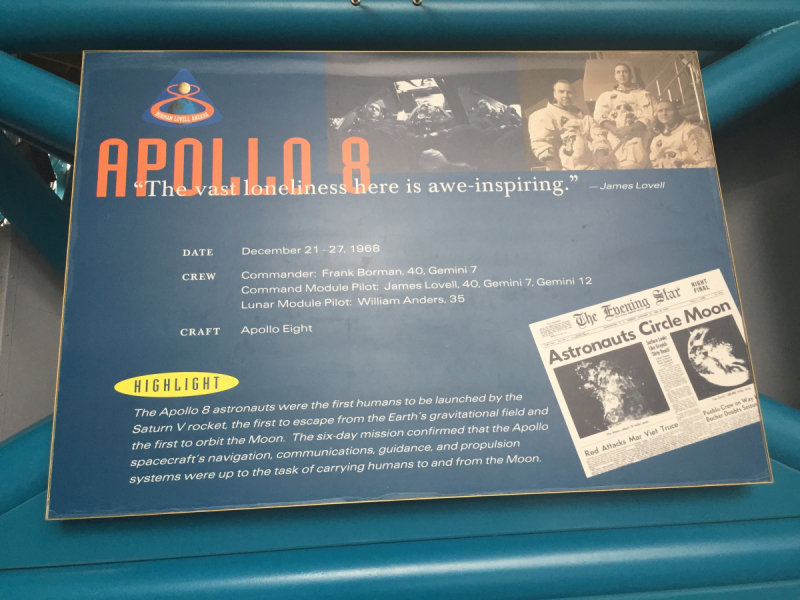 BORMAN LOVELL ANDERS
APOLLO 8
“The vast loneliness here is awe-inspiring.” — James Lovell
DATE December 21 - 27, 1968
CREW Commander: Frank Borman, 40, Gemini 7
Command Module Pilot: James Lovell, 40, Gemini 7, Gemini 12
Lunar Module Pilot: William Anders, 35
CRAFT Apollo Eight
HIGHLIGHT
The Apollo 8 astronauts were the first humans to be launched by the
Saturn V rocket, the first to escape from the Earth's gravitational field and
the first to orbit the Moon. The six-day mission confirmed that the Apollo
spacecraft's navigation, communications, guidance, and propulsion
systems were up to the task of carrying humans to and from the Moon.
The Evening Star
NIGHT
FINAL
Astronauts Circle Moon
Red Attacks Mar Viet Truce
Pueblo Crew on Way
Bucher Doubts